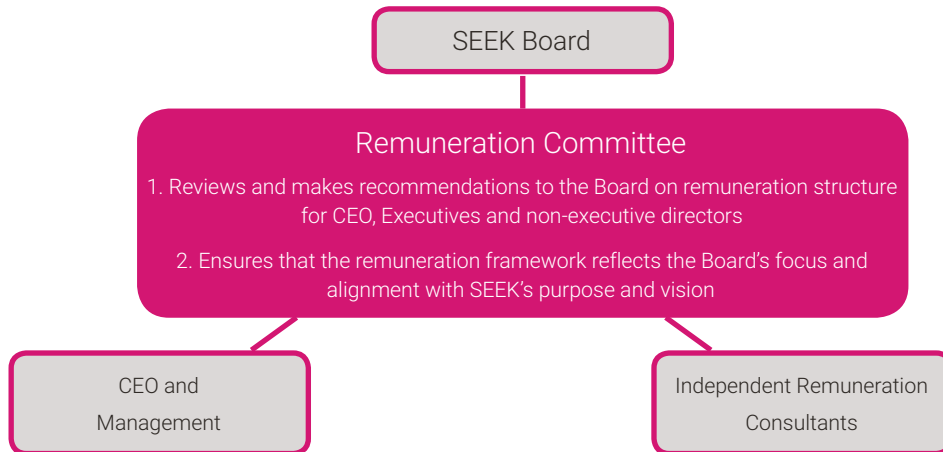 SEEK Board
Remuneration Committee
1. Reviews and makes recommendations to the Board on remuneration structure
for CEO, Executives and non-executive directors
2. Ensures that the remuneration framework reflects the Board’s focus and
alignment with SEEK’s purpose and vision
CEO and
Management
Independent Remuneration
Consultants